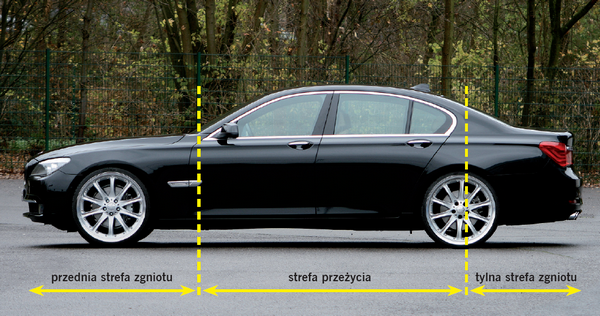 przednia strefa zgniotu
strefa przeżycia
tylna strefa zgniotu